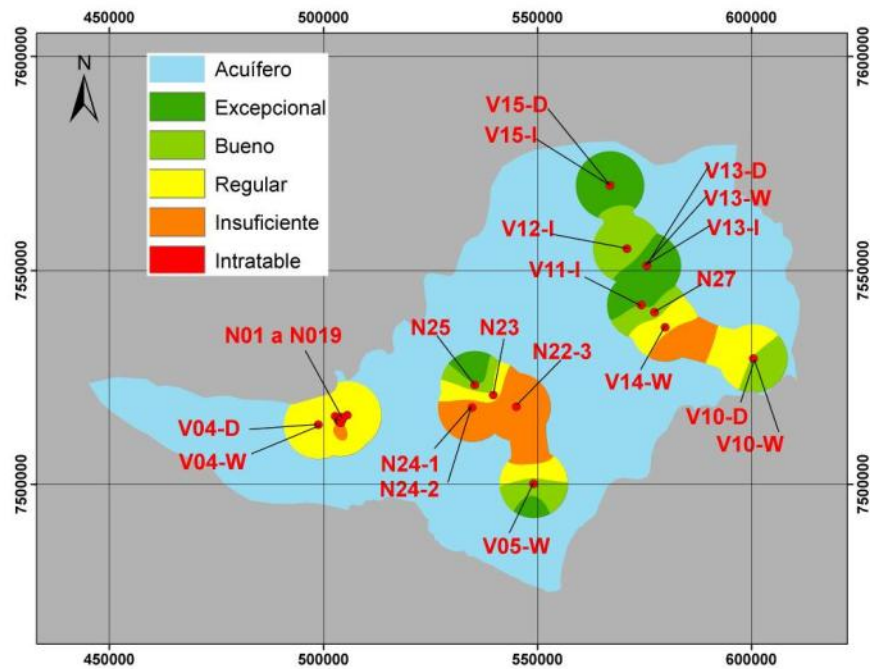 450000 500000 550000 600000
7600000 7600000
N
Acuífero
Excepcional
Bueno
Regular
Insuficiente
Intratable
V15-D
V15-I
V13-D
V13-W
V13-I
V12-I
V11-I
N27
7550000 7550000
N01 a N019
N25
N23
N22-3
V14-W
V04-D
V04-W
V10-D
V10-W
N24-1
N24-2
7500000 7500000
V05-W
450000 500000 550000 600000